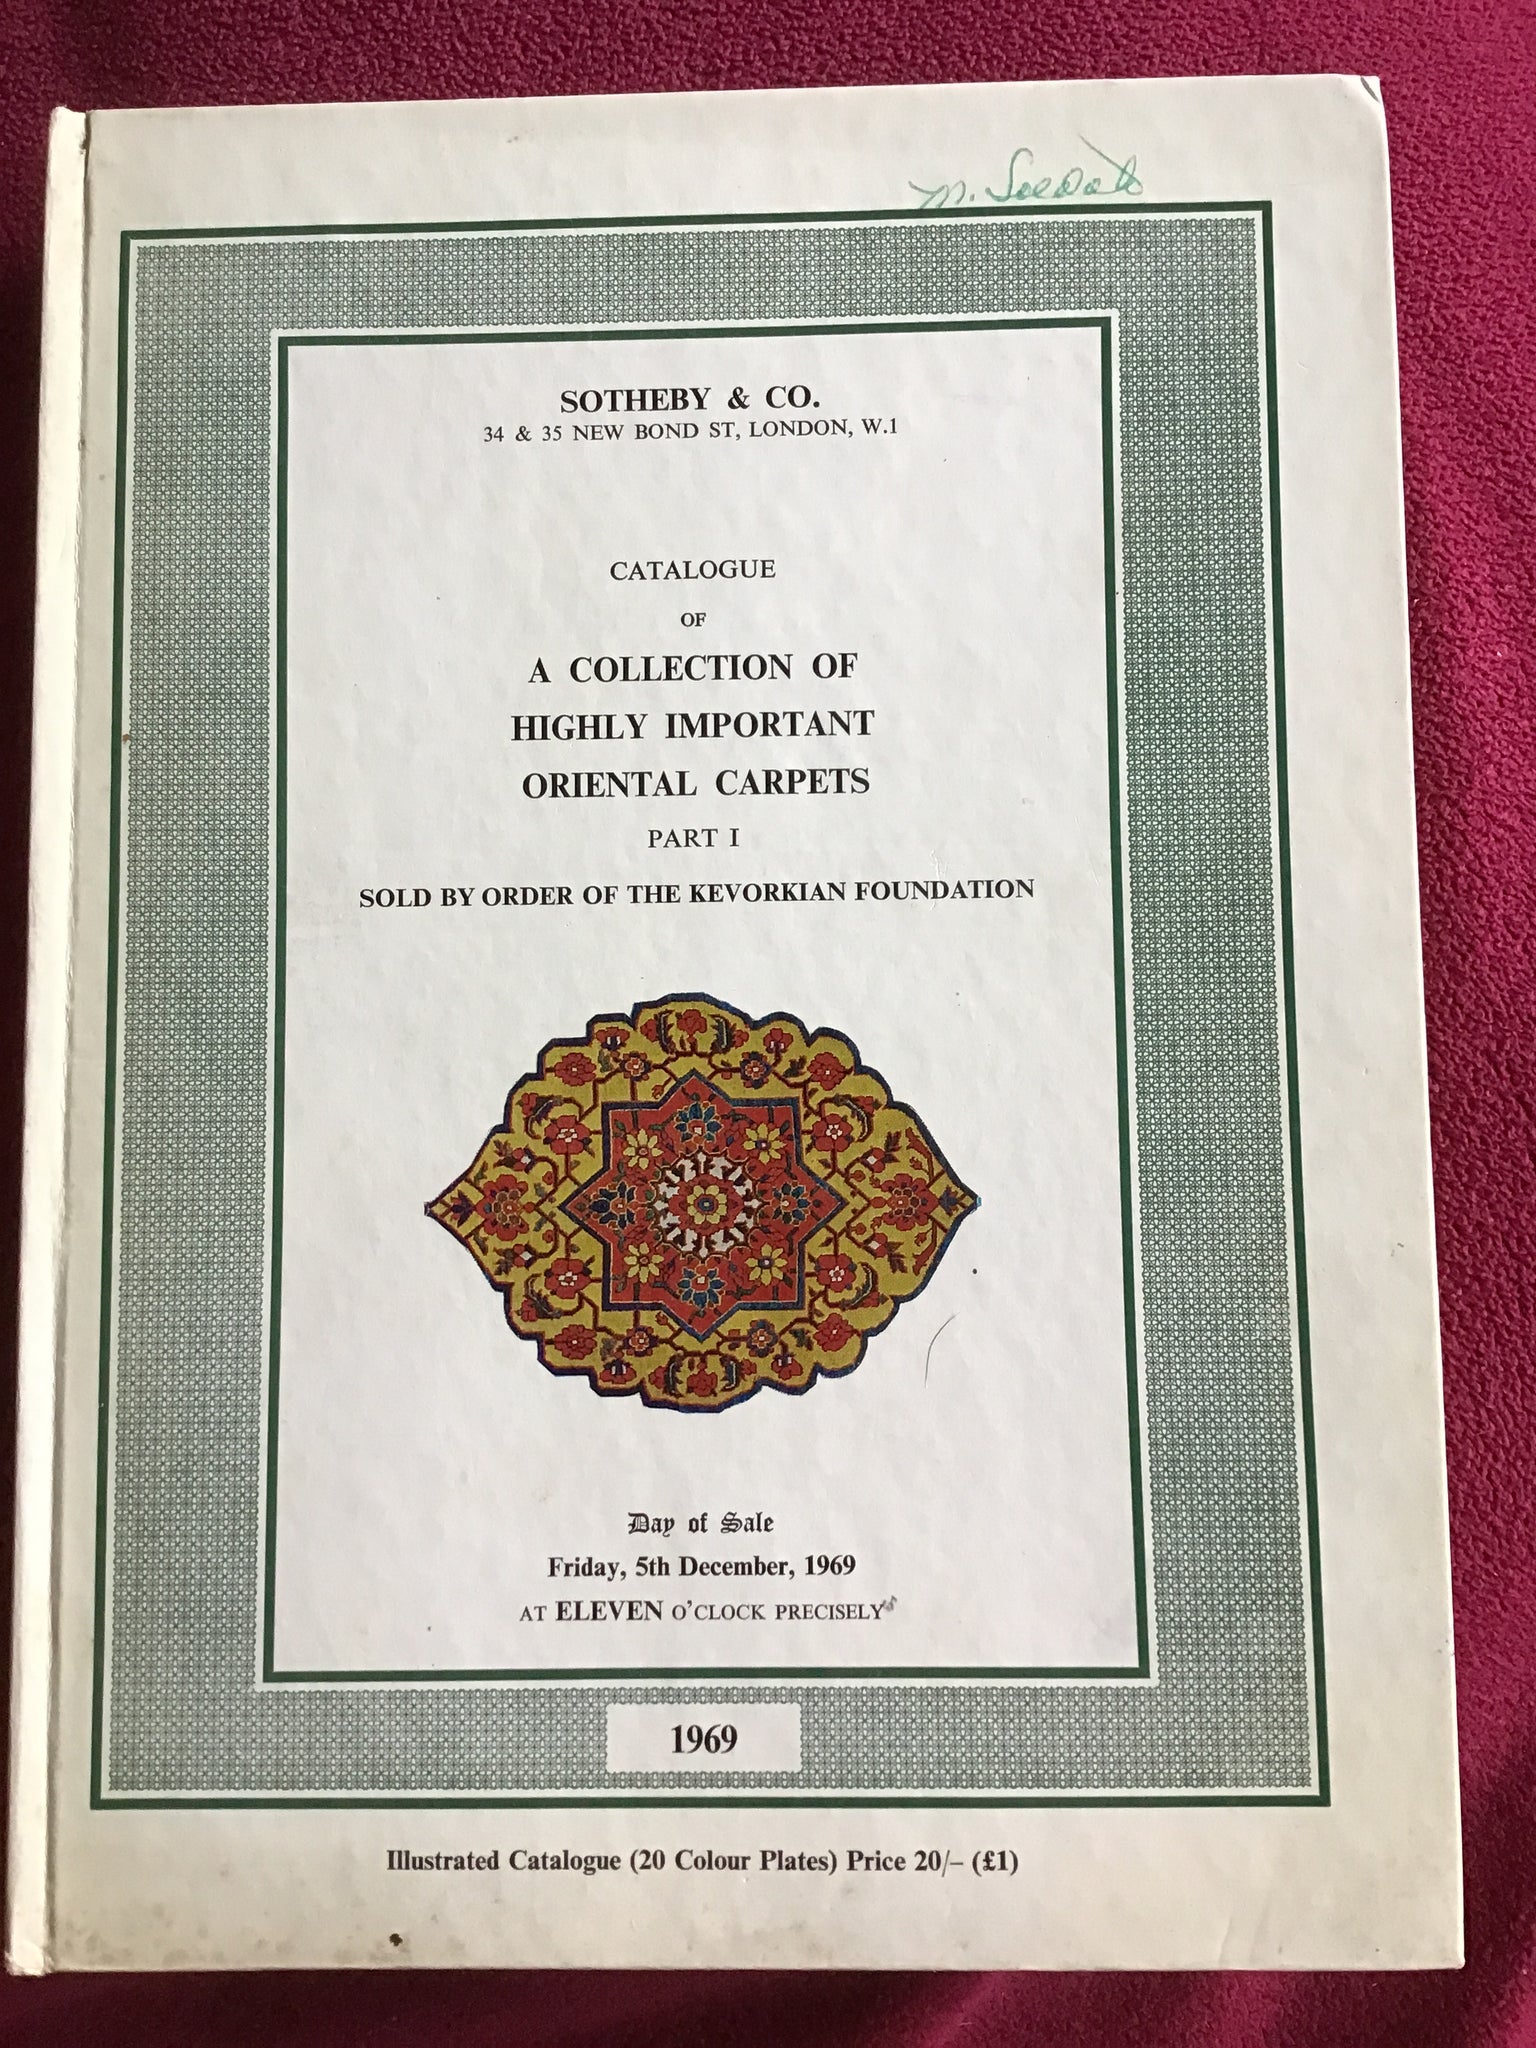 SOTHEBY & CO.
34 & 35 NEW BOND ST, LONDON, W.1
CATALOGUE
OF
A COLLECTION OF
HIGHLY IMPORTANT
ORIENTAL CARPETS
PART I
SOLD BY ORDER OF THE KEVORKIAN FOUNDATION
Day of Sale
Friday, 5th December, 1969
AT ELEVEN O'CLOCK PRECISELY
1969
Illustrated Catalogue (20 Colour Plates) Price 20/– (£1)